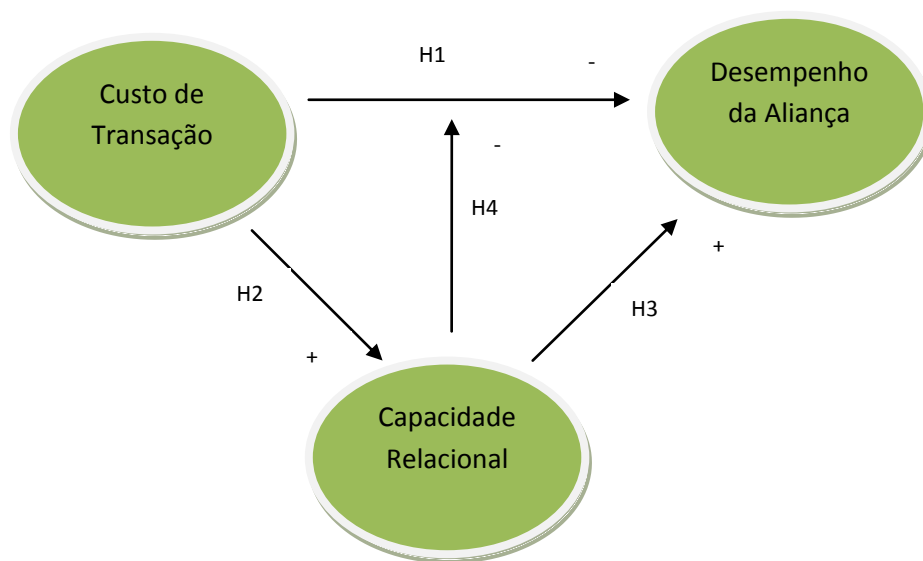 H1
-
Custo de
Transação
Desempenho
da Aliança
-
H4
+
H2
H3
+
Capacidade
Relacional